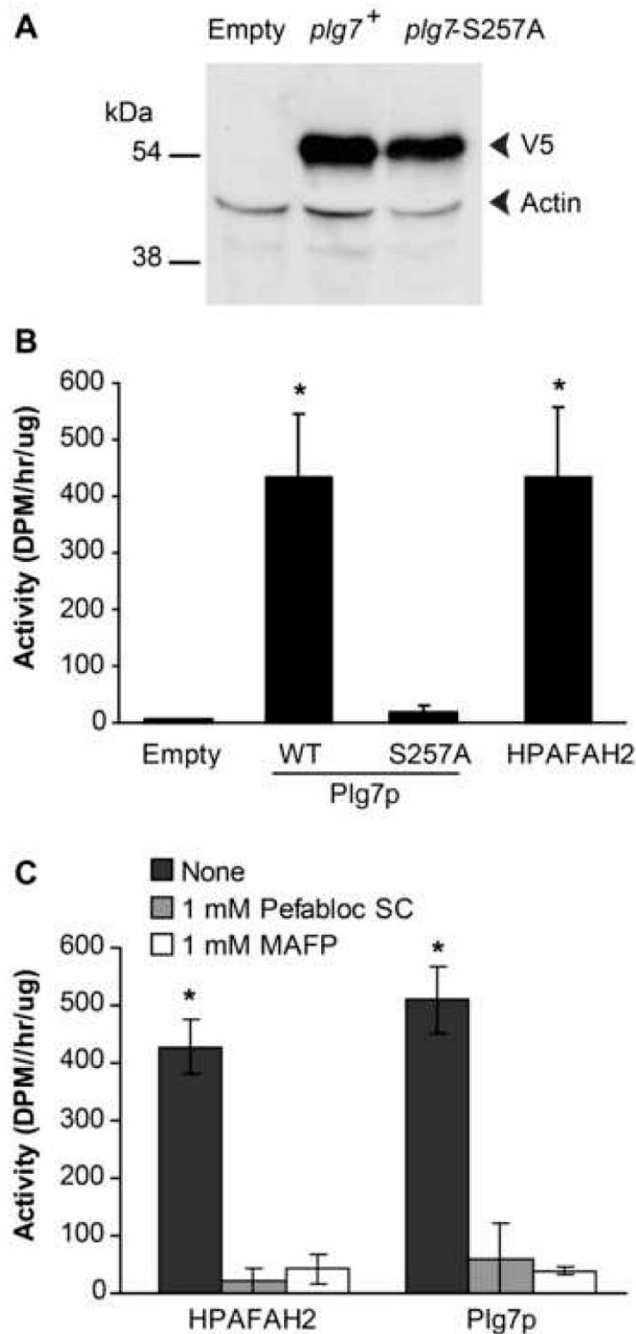 A
Empty plg7+ plg7-S257A
kDa
54
V5
Actin
38
B
600
500
400
300
200
100
0
Activity (DPM/hr/ug)
*
*
Empty WT S257A HPAFAH2
Plg7p
C
None
1 mM Pefabloc SC
1 mM MAFP
600
500
400
300
200
100
0
Activity (DPM//hr/ug)
*
*
HPAFAH2 Plg7p